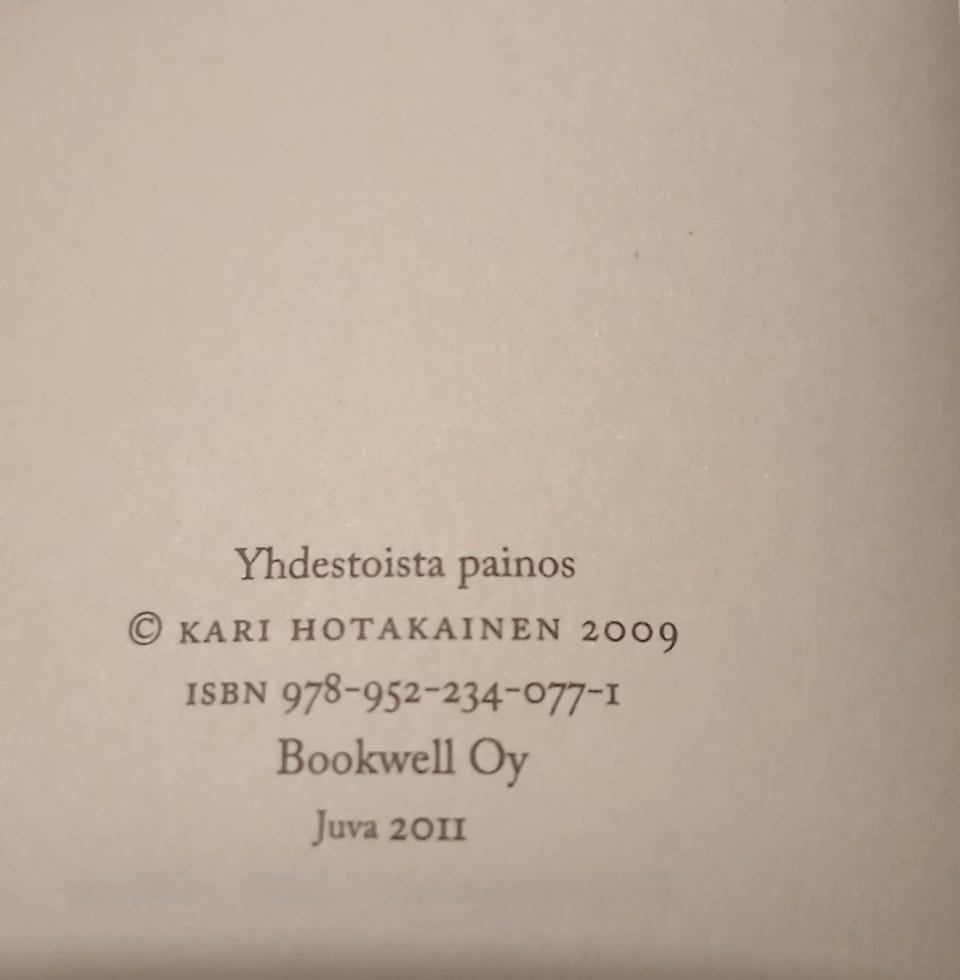 Yhdestoista painos
© KARI HOTAKAINEN 2009
ISBN 978-952-234-077-1
Bookwell Oy
Juva 2011